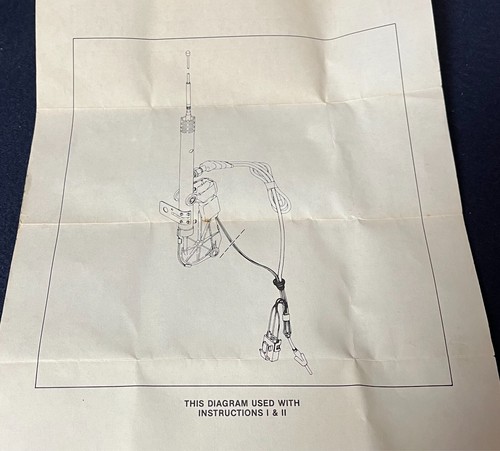 THIS DIAGRAM USED WITH
INSTRUCTIONS I & II